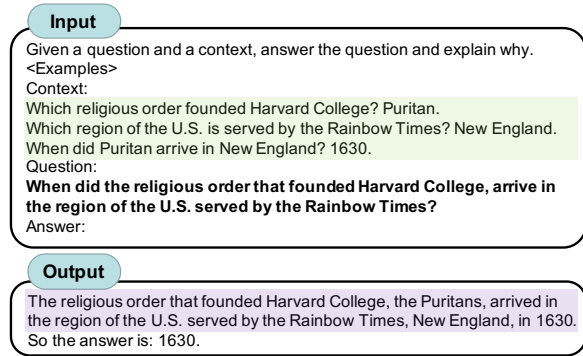 Input
Given a question and a context, answer the question and explain why.
<Examples>
Context:
Which religious order founded Harvard College? Puritan.
Which region of the U.S. is served by the Rainbow Times? New England.
When did Puritan arrive in New England? 1630.
Question:
When did the religious order that founded Harvard College, arrive in
the region of the U.S. served by the Rainbow Times?
Answer:
Output
The religious order that founded Harvard College, the Puritans, arrived in
the region of the U.S. served by the Rainbow Times, New England, in 1630.
So the answer is: 1630.